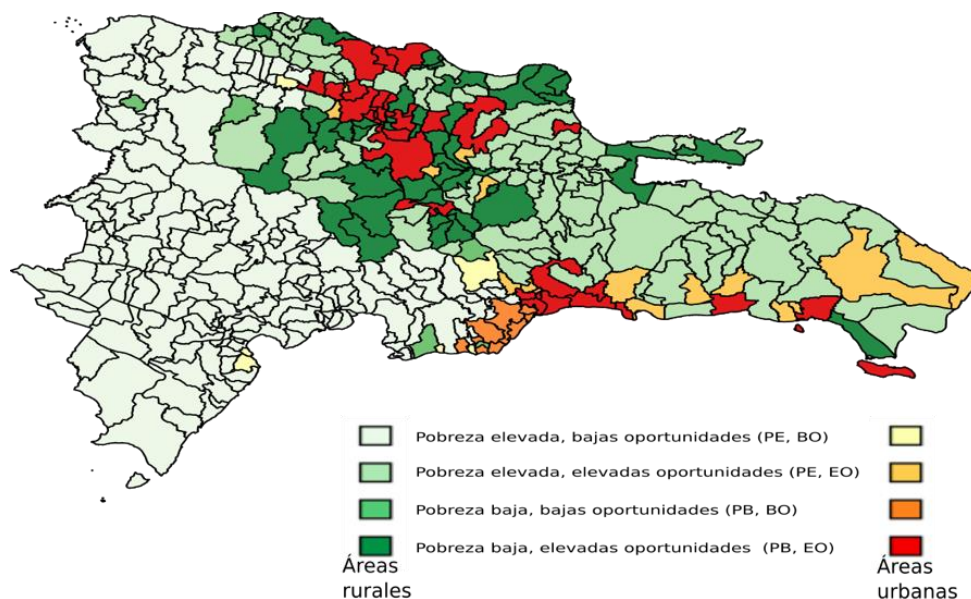 Pobreza elevada, bajas oportunidades (PE, BO)
Pobreza elevada, elevadas oportunidades (PE, EO)
Pobreza baja, bajas oportunidades (PB, BO)
Pobreza baja, elevadas oportunidades (PB, EO)
Áreas
rurales
Áreas
urbanas